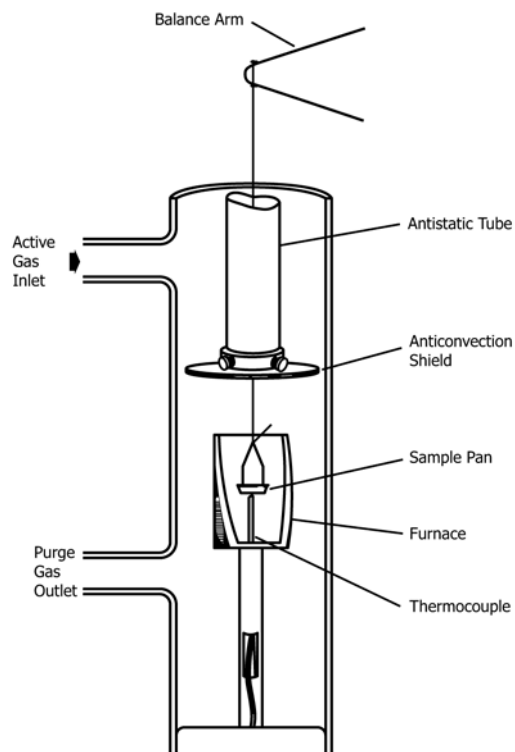 Balance Arm
Antistatic Tube
Active
Gas
Inlet
Anticonvection
Shield
Sample Pan
Furnace
Purge
Gas
Outlet
Thermocouple